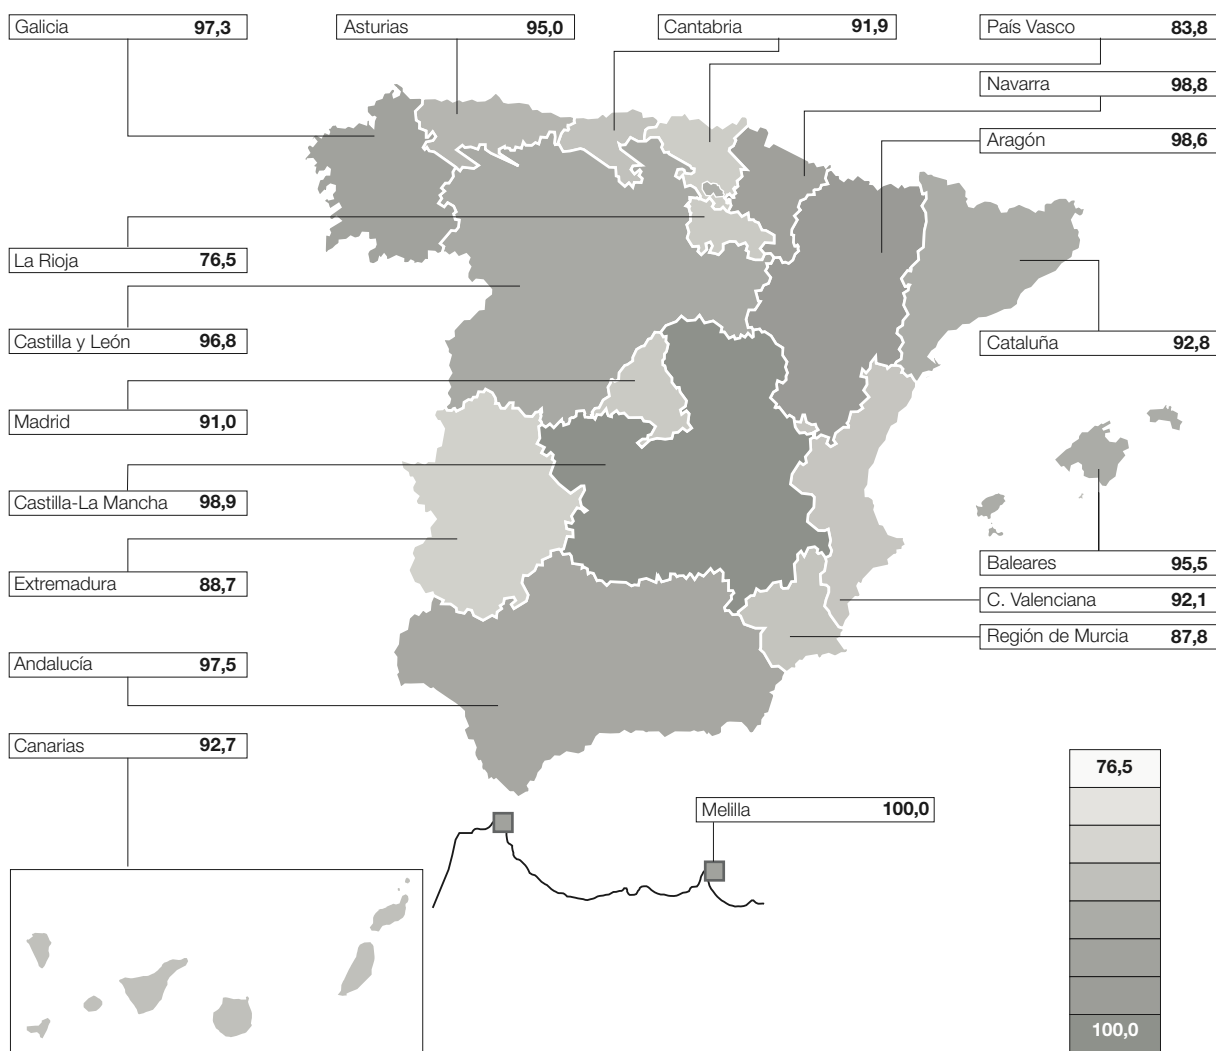 Galicia 97,3
Asturias 95,0
Cantabria 91,9
País Vasco 83,8
Navarra 98,8
Aragón 98,6
La Rioja 76,5
Castilla y León 96,8
Cataluña 92,8
Madrid 91,0
Castilla-La Mancha 98,9
Baleares 95,5
Extremadura 88,7
C. Valenciana 92,1
Región de Murcia 87,8
Andalucía 97,5
Canarias 92,7
76,5
Melilla 100,0
100,0